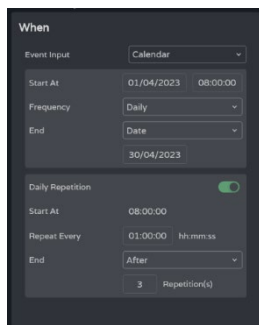 When
Event Input Calendar
Start At 01/04/2023 08:00:00
Frequency Daily
End Date
30/04/2023
Daily Repetition
Start At 08:00:00
Repeat Every 01:00:00 hh:mm:ss
End After
3 Repetition(s)